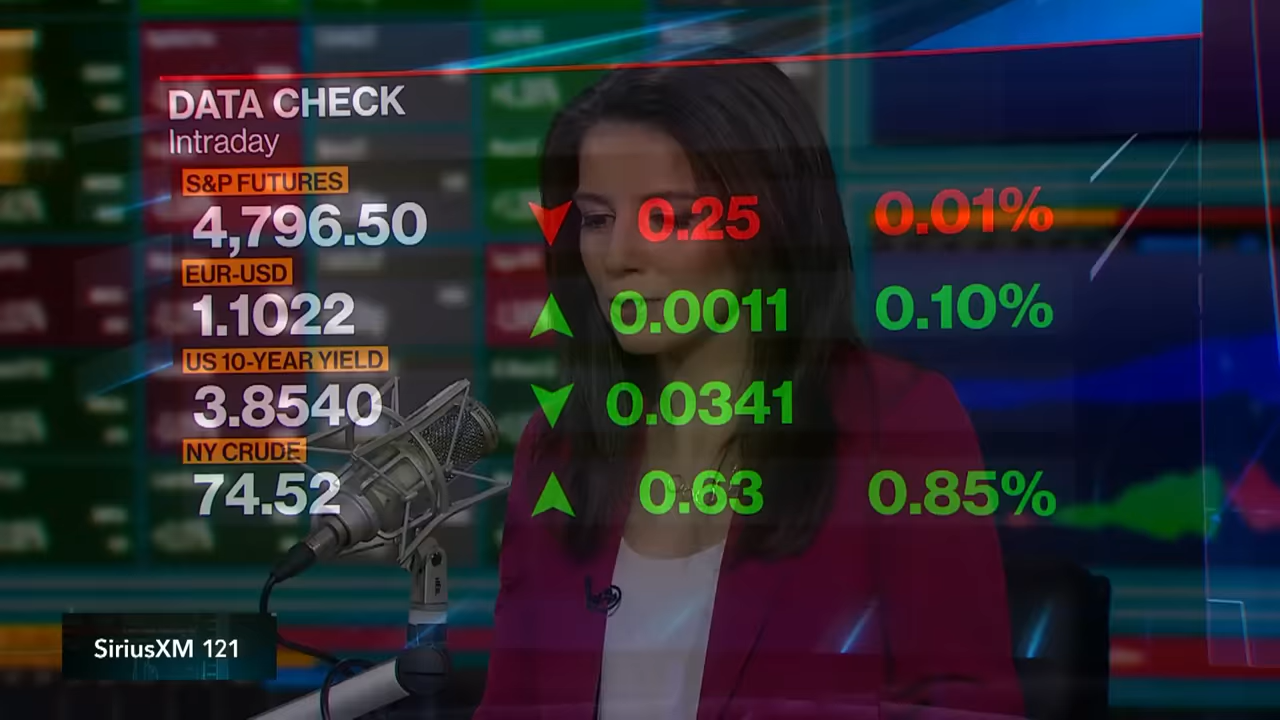 DATA CHECK
Intraday
S&P FUTURES
4,796.50 ▼ 0.25 0.01%
EUR-USD
1.1022 ▲ 0.0011 0.10%
US 10-YEAR YIELD
3.8540 ▼ 0.0341
NY CRUDE
74.52 ▲ 0.63 0.85%
SiriusXM 121